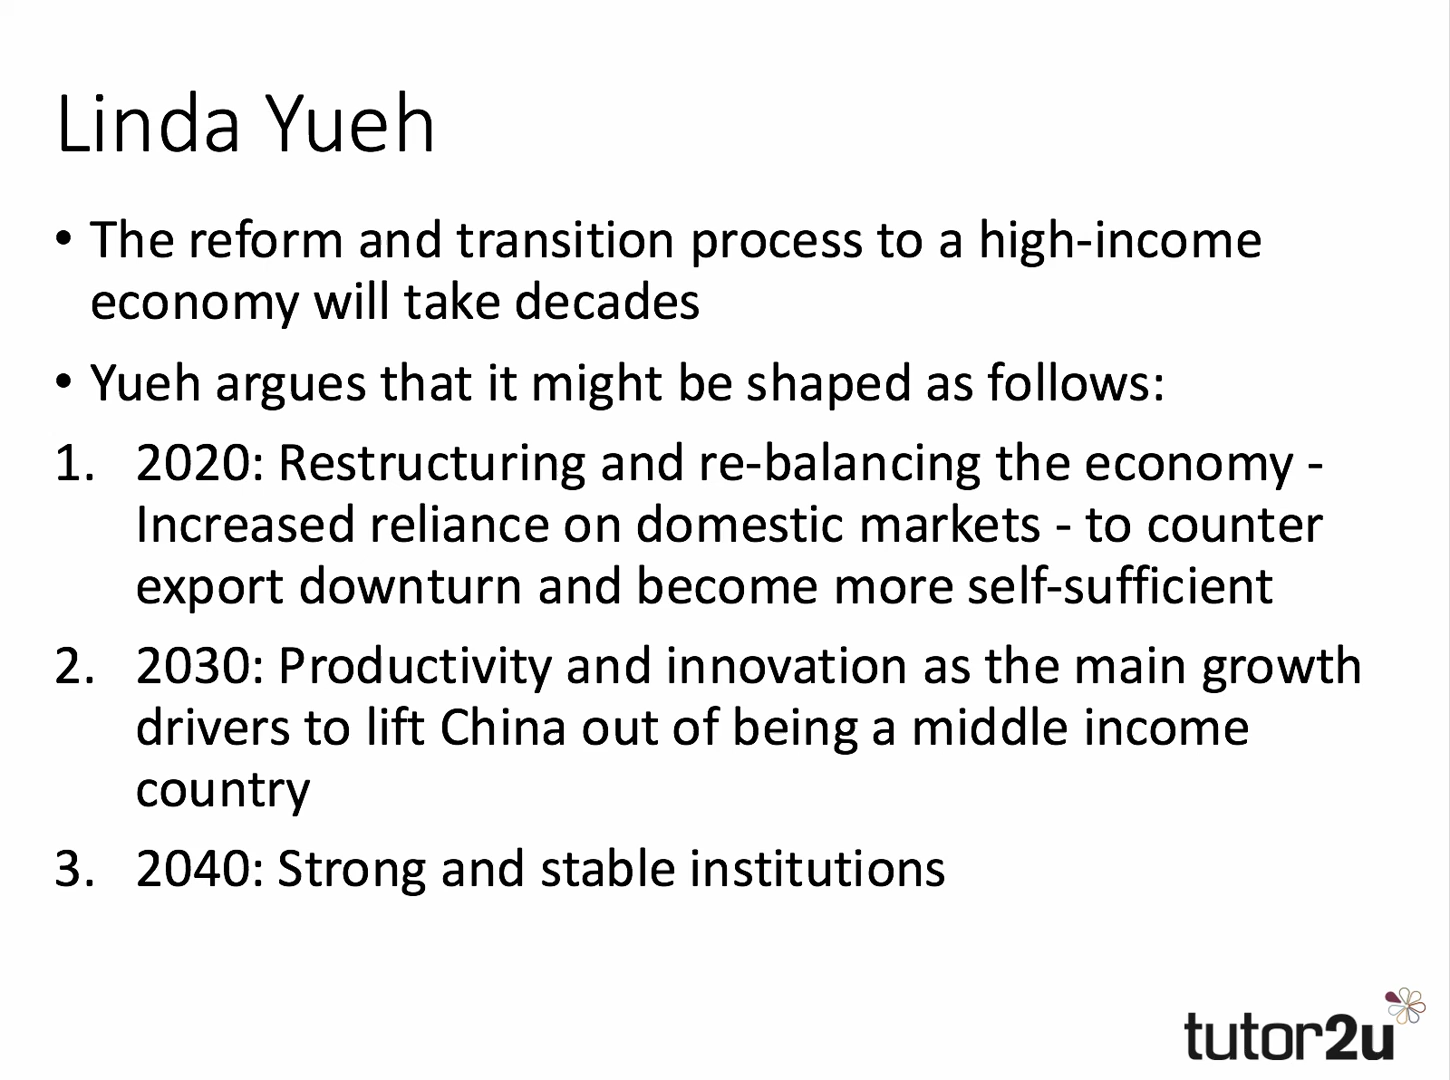 Linda Yueh
• The reform and transition process to a high-income
economy will take decades
• Yueh argues that it might be shaped as follows:
1. 2020: Restructuring and re-balancing the economy -
Increased reliance on domestic markets - to counter
export downturn and become more self-sufficient
2. 2030: Productivity and innovation as the main growth
drivers to lift China out of being a middle income
country
3. 2040: Strong and stable institutions
tutor2u